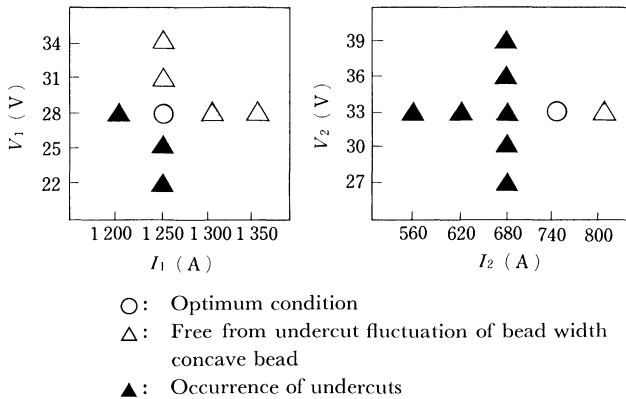 34
31
28
25
22
V₁ (V)
1 200 1 250 1 300 1 350
I₁ (A)
39
36
33
30
27
V₂ (V)
560 620 680 740 800
I₂ (A)
○: Optimum condition
△: Free from undercut fluctuation of bead width
concave bead
▲: Occurrence of undercuts